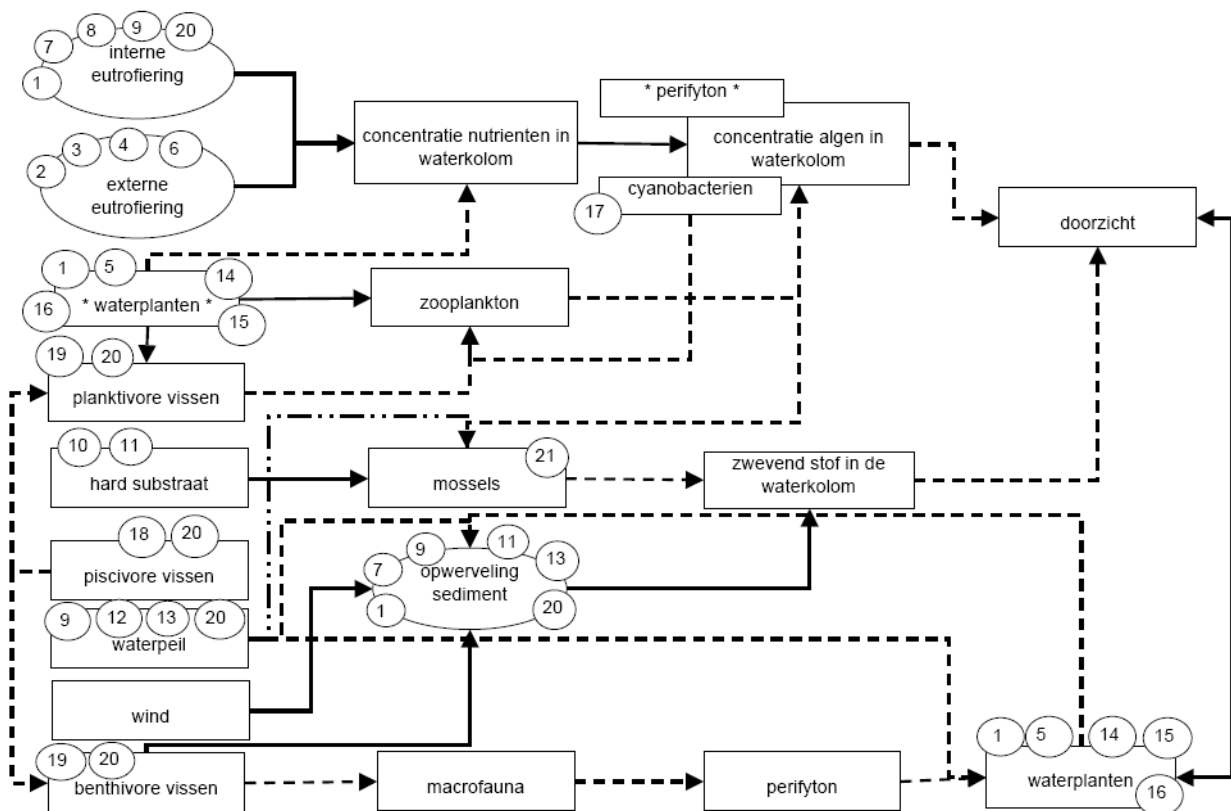 7
8
9
20
interne
eutrofiering
1
2
3
4
6
externe
eutrofiering
concentratie nutrienten in
waterkolom
* perifyton *
concentratie algen in
waterkolom
cyanobacterien
17
doorzicht
1
5
14
16
* waterplanten *
15
zooplankton
19
20
planktivore vissen
10
11
hard substraat
mossels
21
zwevend stof in de
waterkolom
18
20
piscivore vissen
7
9
11
13
opwerveling
sediment
1
20
9
12
13
20
waterpeil
wind
19
20
benthivore vissen
macrofauna
perifyton
1
5
14
15
waterplanten
16